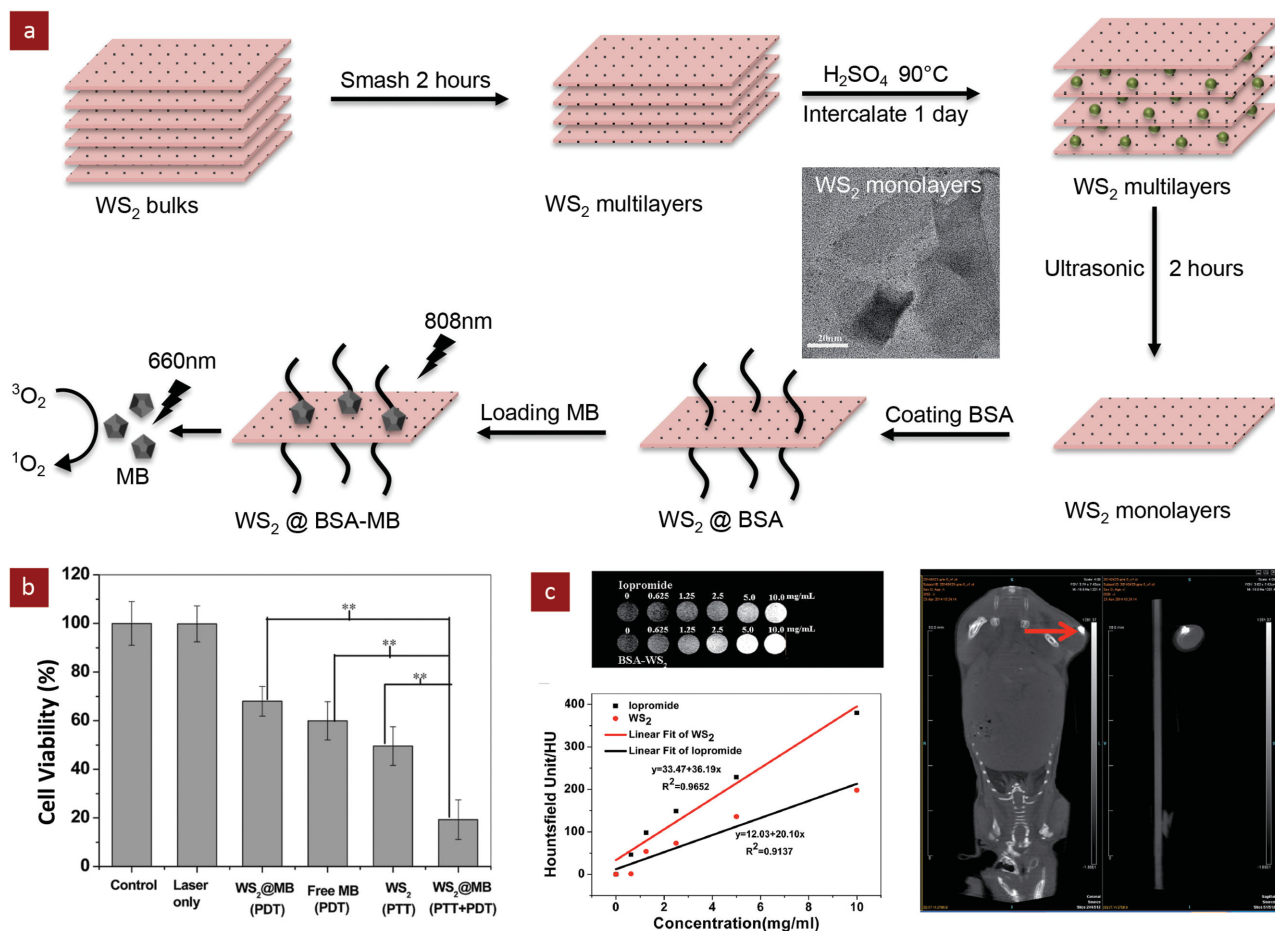 a
Smash 2 hours
H₂SO₄ 90°C
Intercalate 1 day
WS₂ bulks
WS₂ multilayers
WS₂ multilayers
WS₂ monolayers
20nm
Ultrasonic 2 hours
808nm
660nm
³O₂
¹O₂
MB
Loading MB
Coating BSA
WS₂ @ BSA-MB
WS₂ @ BSA
WS₂ monolayers
b
Cell Viability (%)
120
100
80
60
40
20
0
**
**
**
Control
Laser only
WS₂@MB (PDT)
Free MB (PDT)
WS₂ (PTT)
WS₂@MB (PTT+PDT)
c
Iopromide
0 0.625 1.25 2.5 5.0 10.0 mg/mL
0 0.625 1.25 2.5 5.0 10.0 mg/mL
BSA-WS₂
Hountsfield Unit/HU
400
300
200
100
0
Iopromide
WS₂
Linear Fit of WS₂
Linear Fit of Iopromide
y=33.47+36.19x
R²=0.9652
y=12.03+20.10x
R²=0.9137
0 2 4 6 8 10
Concentration(mg/ml)